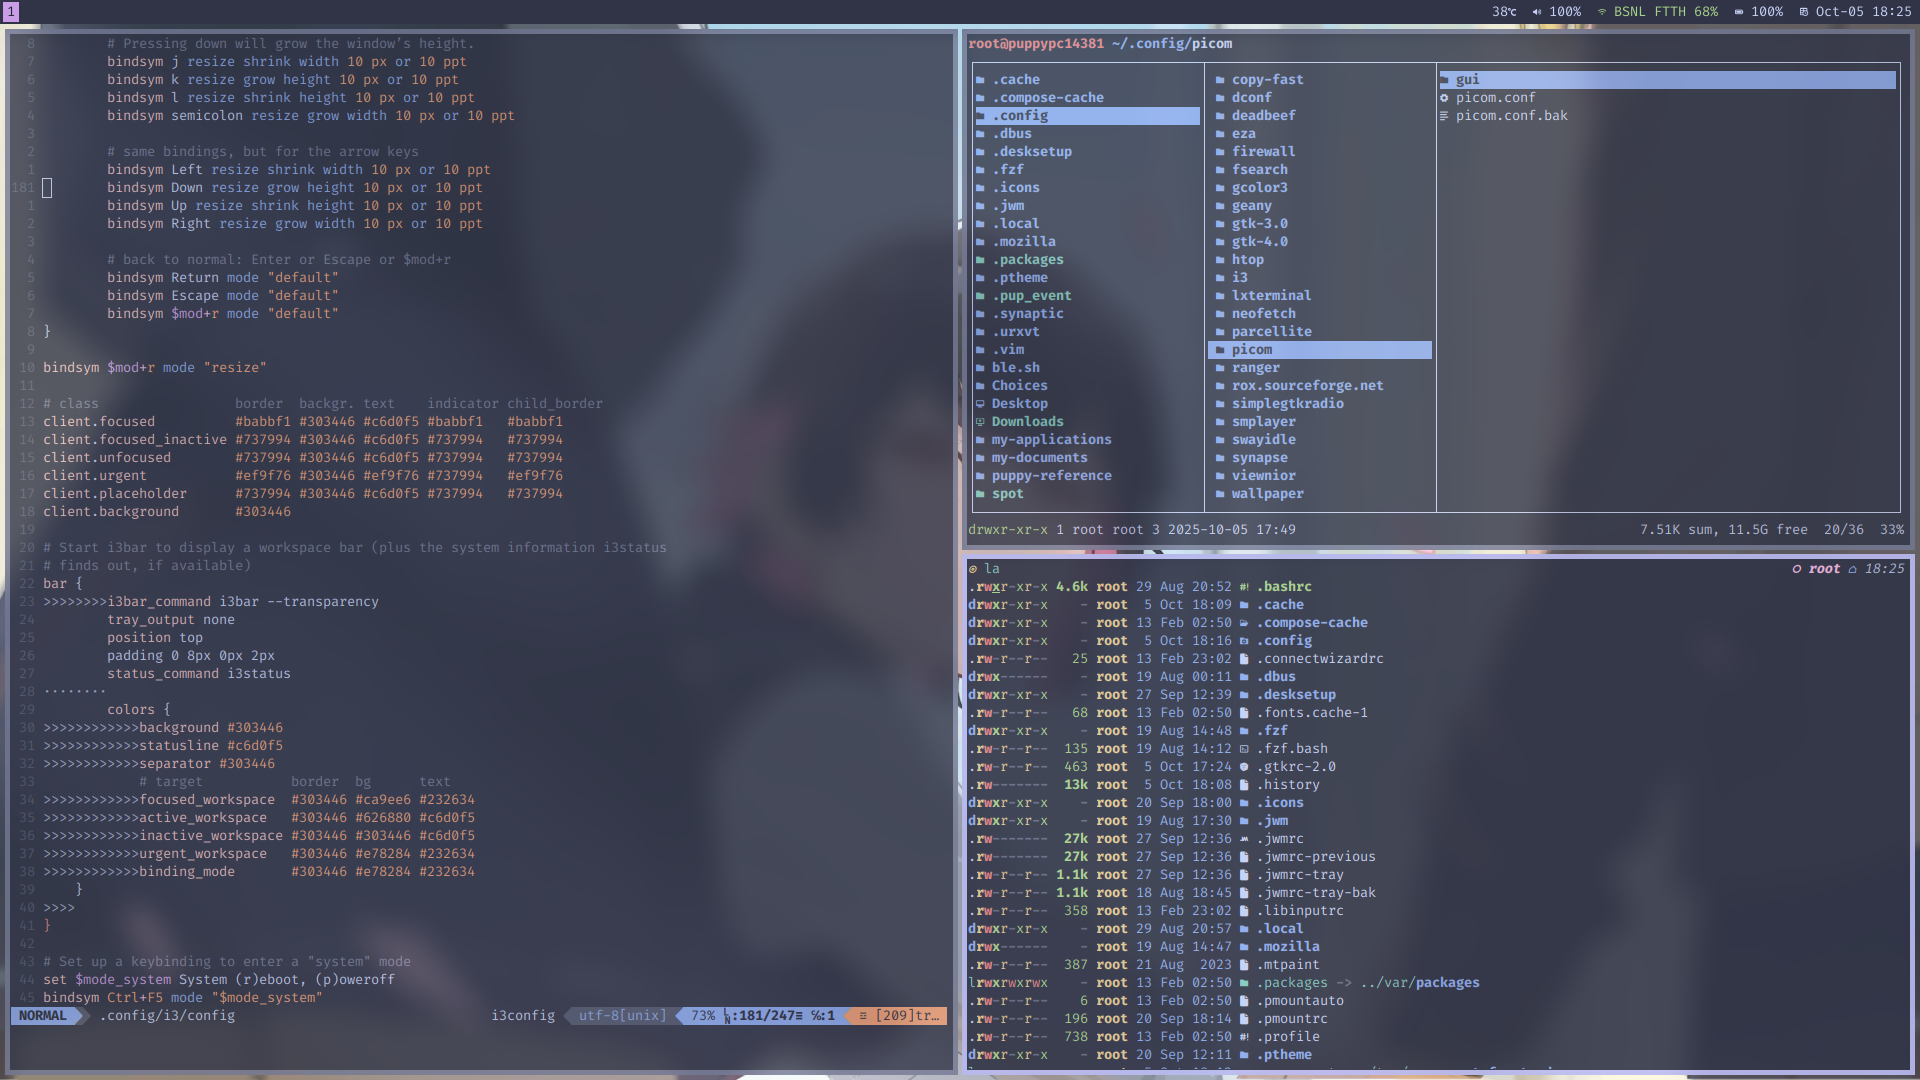 1
38℃ 100% BSNL FTTH 68% 100% Oct-05 18:25
8 # Pressing down will grow the window’s height.
7 bindsym j resize shrink width 10 px or 10 ppt
6 bindsym k resize grow height 10 px or 10 ppt
5 bindsym l resize shrink height 10 px or 10 ppt
4 bindsym semicolon resize grow width 10 px or 10 ppt
3
2 # same bindings, but for the arrow keys
1 bindsym Left resize shrink width 10 px or 10 ppt
181 bindsym Down resize grow height 10 px or 10 ppt
1 bindsym Up resize shrink height 10 px or 10 ppt
2 bindsym Right resize grow width 10 px or 10 ppt
3
4 # back to normal: Enter or Escape or $mod+r
5 bindsym Return mode "default"
6 bindsym Escape mode "default"
7 bindsym $mod+r mode "default"
8 }
9
10 bindsym $mod+r mode "resize"
11
12 # class border backgr. text indicator child_border
13 client.focused #babbf1 #303446 #c6d0f5 #babbf1 #babbf1
14 client.focused_inactive #737994 #303446 #c6d0f5 #737994 #737994
15 client.unfocused #737994 #303446 #c6d0f5 #737994 #737994
16 client.urgent #ef9f76 #303446 #ef9f76 #737994 #ef9f76
17 client.placeholder #737994 #303446 #c6d0f5 #737994 #737994
18 client.background #303446
19
20 # Start i3bar to display a workspace bar (plus the system information i3status
21 # finds out, if available)
22 bar {
23 >>>>>>>>i3bar_command i3bar --transparency
24 tray_output none
25 position top
26 padding 0 8px 0px 2px
27 status_command i3status
28 ········
29 colors {
30 >>>>>>>>>>>>background #303446
31 >>>>>>>>>>>>statusline #c6d0f5
32 >>>>>>>>>>>>separator #303446
33 # target border bg text
34 >>>>>>>>>>>>focused_workspace #303446 #ca9ee6 #232634
35 >>>>>>>>>>>>active_workspace #303446 #626880 #c6d0f5
36 >>>>>>>>>>>>inactive_workspace #303446 #303446 #c6d0f5
37 >>>>>>>>>>>>urgent_workspace #303446 #e78284 #232634
38 >>>>>>>>>>>>binding_mode #303446 #e78284 #232634
39 }
40 >>>>
41 }
42
43 # Set up a keybinding to enter a "system" mode
44 set $mode_system System (r)eboot, (p)oweroff
45 bindsym Ctrl+F5 mode "$mode_system"
NORMAL .config/i3/config i3config utf-8[unix] 73% :181/247≡ ℅:1 [209]tr…
root@puppypc14381 ~/.config/picom
.cache
.compose-cache
.config
.dbus
.desksetup
.fzf
.icons
.jwm
.local
.mozilla
.packages
.ptheme
.pup_event
.synaptic
.urxvt
.vim
ble.sh
Choices
Desktop
Downloads
my-applications
my-documents
puppy-reference
spot
copy-fast
dconf
deadbeef
eza
firewall
fsearch
gcolor3
geany
gtk-3.0
gtk-4.0
htop
i3
lxterminal
neofetch
parcellite
picom
ranger
rox.sourceforge.net
simplegtkradio
smplayer
swayidle
synapse
viewnior
wallpaper
gui
picom.conf
picom.conf.bak
drwxr-xr-x 1 root root 3 2025-10-05 17:49 7.51K sum, 11.5G free 20/36 33%
la root 18:25
.rwxr-xr-x 4.6k root 29 Aug 20:52 #! .bashrc
drwxr-xr-x - root 5 Oct 18:09 .cache
drwxr-xr-x - root 13 Feb 02:50 .compose-cache
drwxr-xr-x - root 5 Oct 18:16 .config
.rw-r--r-- 25 root 13 Feb 23:02 .connectwizardrc
drwx------ - root 19 Aug 00:11 .dbus
drwxr-xr-x - root 27 Sep 12:39 .desksetup
.rw-r--r-- 68 root 13 Feb 02:50 .fonts.cache-1
drwxr-xr-x - root 19 Aug 14:48 .fzf
.rw-r--r-- 135 root 19 Aug 14:12 .fzf.bash
.rw-r--r-- 463 root 5 Oct 17:24 .gtkrc-2.0
.rw------- 13k root 5 Oct 18:08 .history
drwxr-xr-x - root 20 Sep 18:00 .icons
drwxr-xr-x - root 19 Aug 17:30 .jwm
.rw------- 27k root 27 Sep 12:36 .jwmrc
.rw------- 27k root 27 Sep 12:36 .jwmrc-previous
.rw-r--r-- 1.1k root 27 Sep 12:36 .jwmrc-tray
.rw-r--r-- 1.1k root 18 Aug 18:45 .jwmrc-tray-bak
.rw-r--r-- 358 root 13 Feb 23:02 .libinputrc
drwxr-xr-x - root 29 Aug 20:57 .local
drwx------ - root 19 Aug 14:47 .mozilla
.rw-r--r-- 387 root 21 Aug 2023 .mtpaint
lrwxrwxrwx - root 13 Feb 02:50 .packages -> ../var/packages
.rw-r--r-- 6 root 13 Feb 02:50 .pmountauto
.rw-r--r-- 196 root 20 Sep 18:14 .pmountrc
.rw-r--r-- 738 root 13 Feb 02:50 #! .profile
drwxr-xr-x - root 20 Sep 12:11 .ptheme